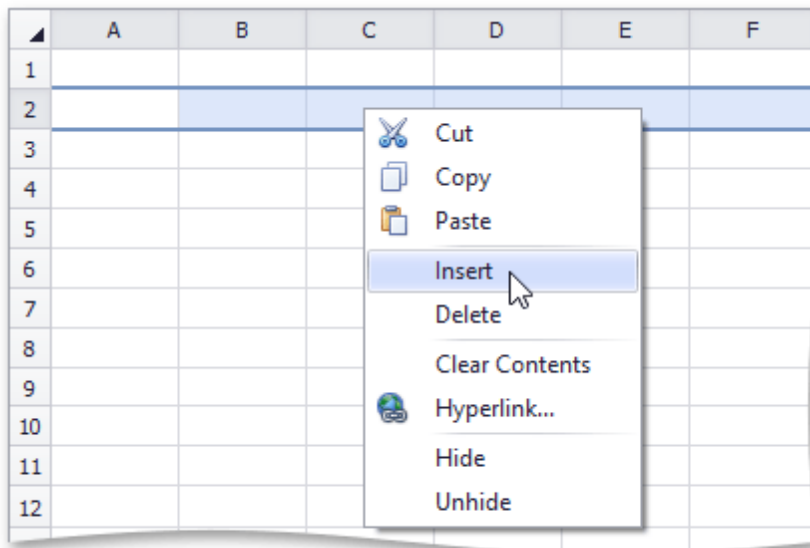 A B C D E F
1
2
3
4
5
6
7
8
9
10
11
12
Cut
Copy
Paste
Insert
Delete
Clear Contents
Hyperlink...
Hide
Unhide